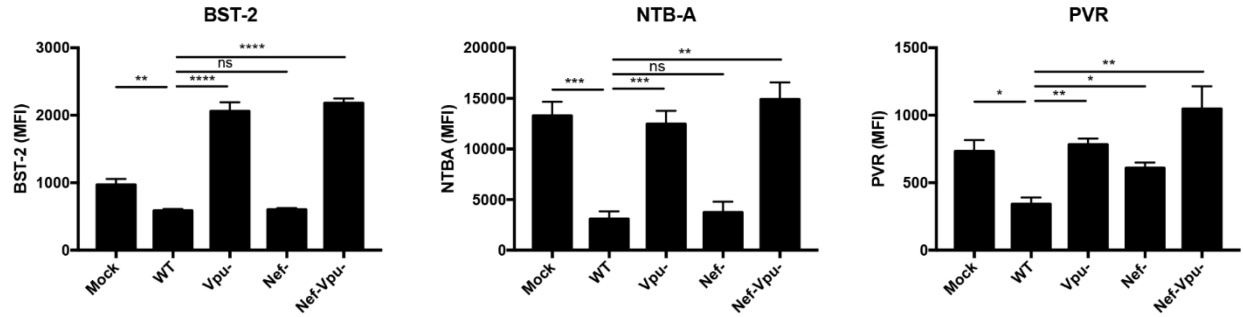 BST-2
BST-2 (MFI)
3000
2000
1000
0
****
ns
** ****
Mock
WT
Vpu-
Nef-
Nef-Vpu-
NTB-A
NTBA (MFI)
20000
15000
10000
5000
0
**
ns
*** ***
Mock
WT
Vpu-
Nef-
Nef-Vpu-
PVR
PVR (MFI)
1500
1000
500
0
**
*
* **
Mock
WT
Vpu-
Nef-
Nef-Vpu-